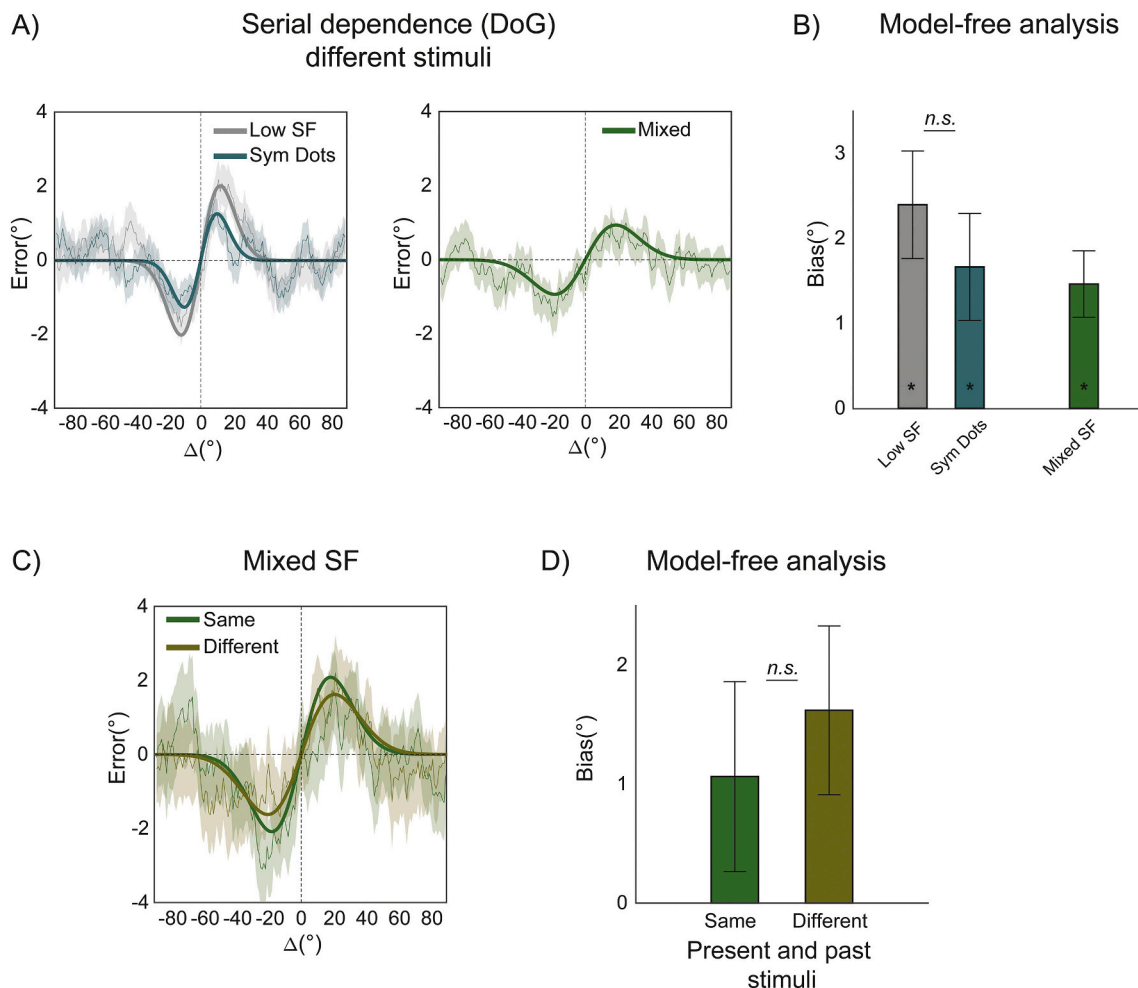 A)
Serial dependence (DoG)
different stimuli
Error(°)
4
2
0
-2
-4
Low SF
Sym Dots
-80 -60 -40 -20 0 20 40 60 80
Δ(°)
Error(°)
4
2
0
-2
-4
Mixed
-80 -60 -40 -20 0 20 40 60 80
Δ(°)
B)
Model-free analysis
Bias(°)
3
2
1
0
n.s.
* * *
Low SF
Sym Dots
Mixed SF
C)
Mixed SF
Error(°)
4
2
0
-2
-4
Same
Different
-80 -60 -40 -20 0 20 40 60 80
Δ(°)
D)
Model-free analysis
Bias(°)
2
1
0
n.s.
Same Different
Present and past
stimuli